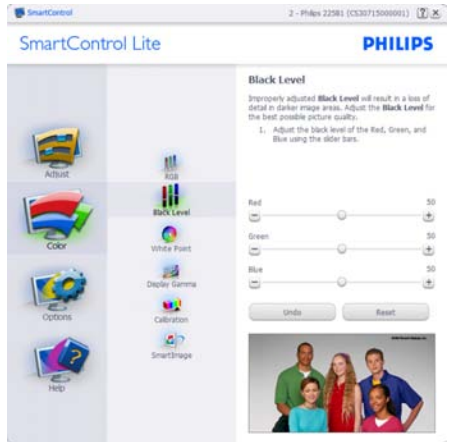 SmartControl
2 - Philips 225B1 (CS30715000001)
SmartControl Lite
PHILIPS
Adjust
Color
Options
Help
RGB
Black Level
White Point
Display Gamma
Calibration
SmartImage
Black Level
Improperly adjusted Black Level will result in a loss of
detail in darker image areas. Adjust the Black Level for
the best possible picture quality.
1. Adjust the black level of the Red, Green, and
Blue using the slider bars.
Red 50
Green 50
Blue 50
Undo Reset